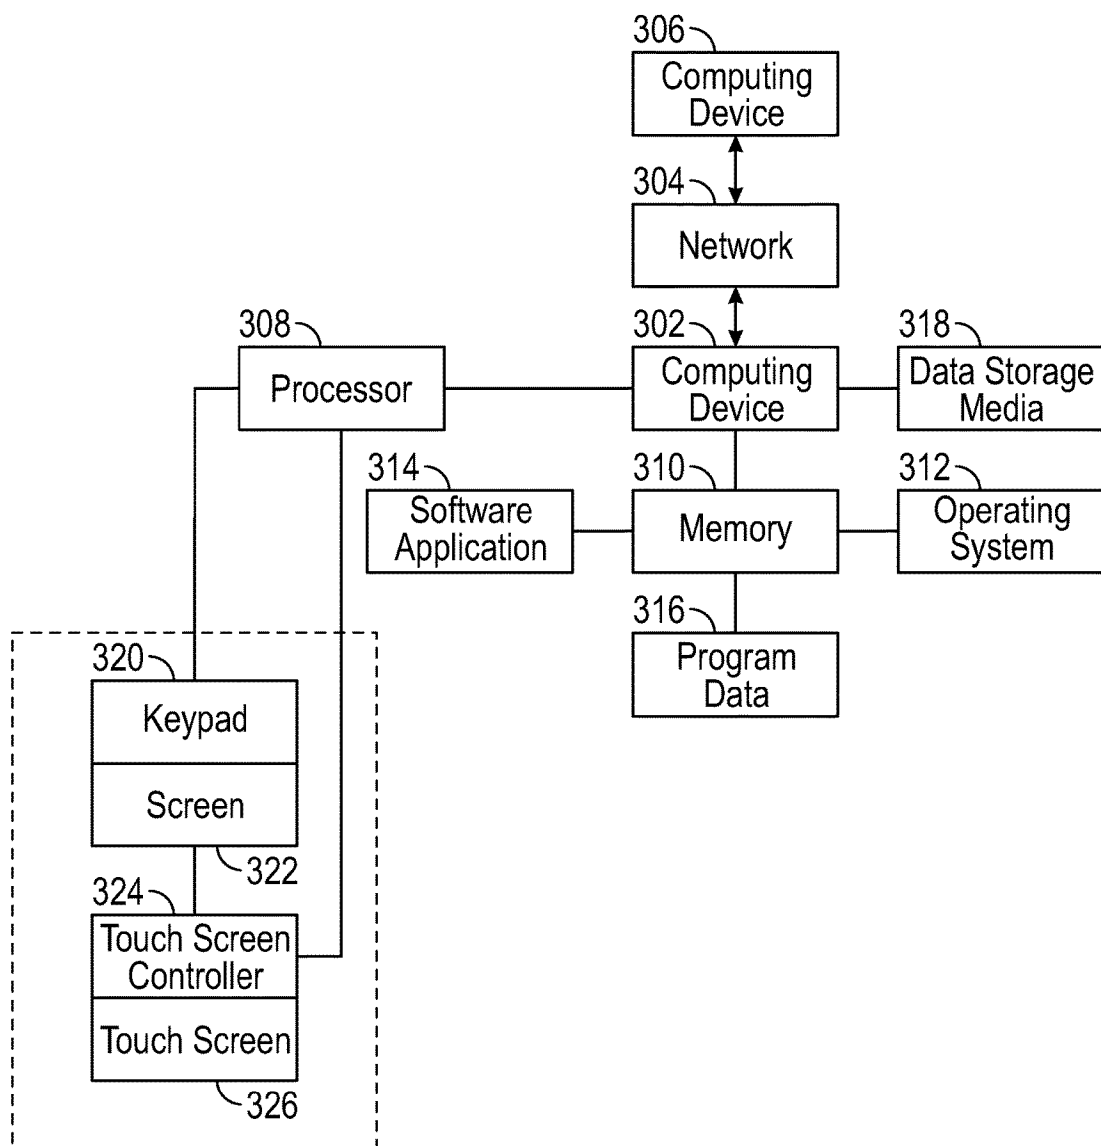 306
Computing
Device
304
Network
308
Processor
302
Computing
Device
318
Data Storage
Media
314
Software
Application
310
Memory
312
Operating
System
316
Program
Data
320
Keypad
Screen
322
324
Touch Screen
Controller
Touch Screen
326